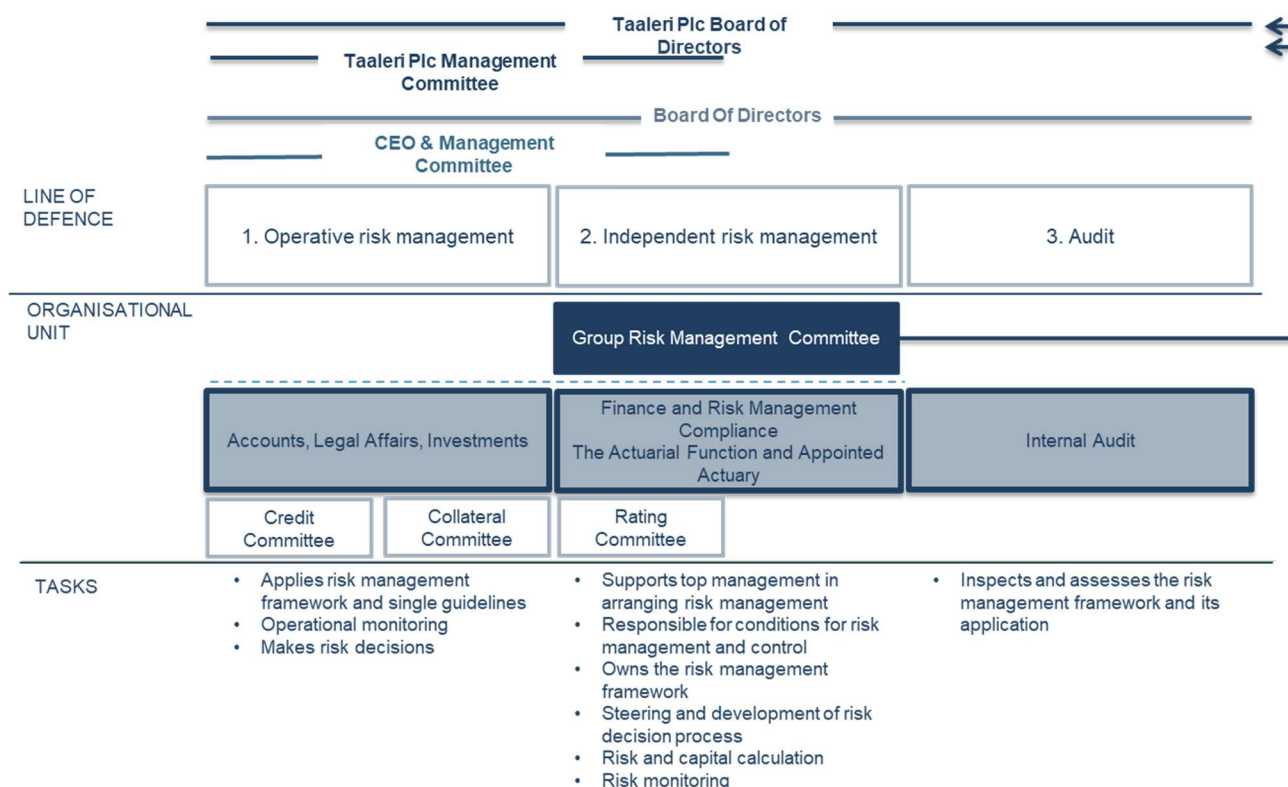 Taaleri Plc Board of
Directors
Taaleri Plc Management
Committee
Board Of Directors
CEO & Management
Committee
LINE OF
DEFENCE
1. Operative risk management
2. Independent risk management
3. Audit
ORGANISATIONAL
UNIT
Group Risk Management Committee
Accounts, Legal Affairs, Investments
Finance and Risk Management
Compliance
The Actuarial Function and Appointed
Actuary
Internal Audit
Credit
Committee
Collateral
Committee
Rating
Committee
TASKS
• Applies risk management
framework and single guidelines
• Operational monitoring
• Makes risk decisions
• Supports top management in
arranging risk management
• Responsible for conditions for risk
management and control
• Owns the risk management
framework
• Steering and development of risk
decision process
• Risk and capital calculation
• Risk monitoring
• Inspects and assesses the risk
management framework and its
application